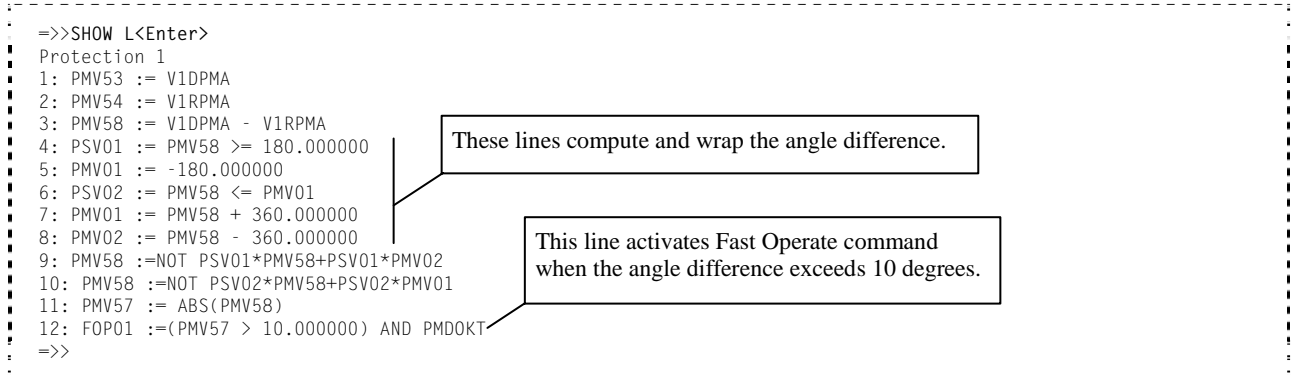 =>>SHOW L<Enter>
Protection 1
1: PMV53 := V1DPMA
2: PMV54 := V1RPMA
3: PMV58 := V1DPMA - V1RPMA
4: PSV01 := PMV58 >= 180.000000
5: PMV01 := -180.000000
6: PSV02 := PMV58 <= PMV01
7: PMV01 := PMV58 + 360.000000
8: PMV02 := PMV58 - 360.000000
9: PMV58 :=NOT PSV01*PMV58+PSV01*PMV02
10: PMV58 :=NOT PSV02*PMV58+PSV02*PMV01
11: PMV57 := ABS(PMV58)
12: FOP01 :=(PMV57 > 10.000000) AND PMDOKT
=>>
These lines compute and wrap the angle difference.
This line activates Fast Operate command
when the angle difference exceeds 10 degrees.